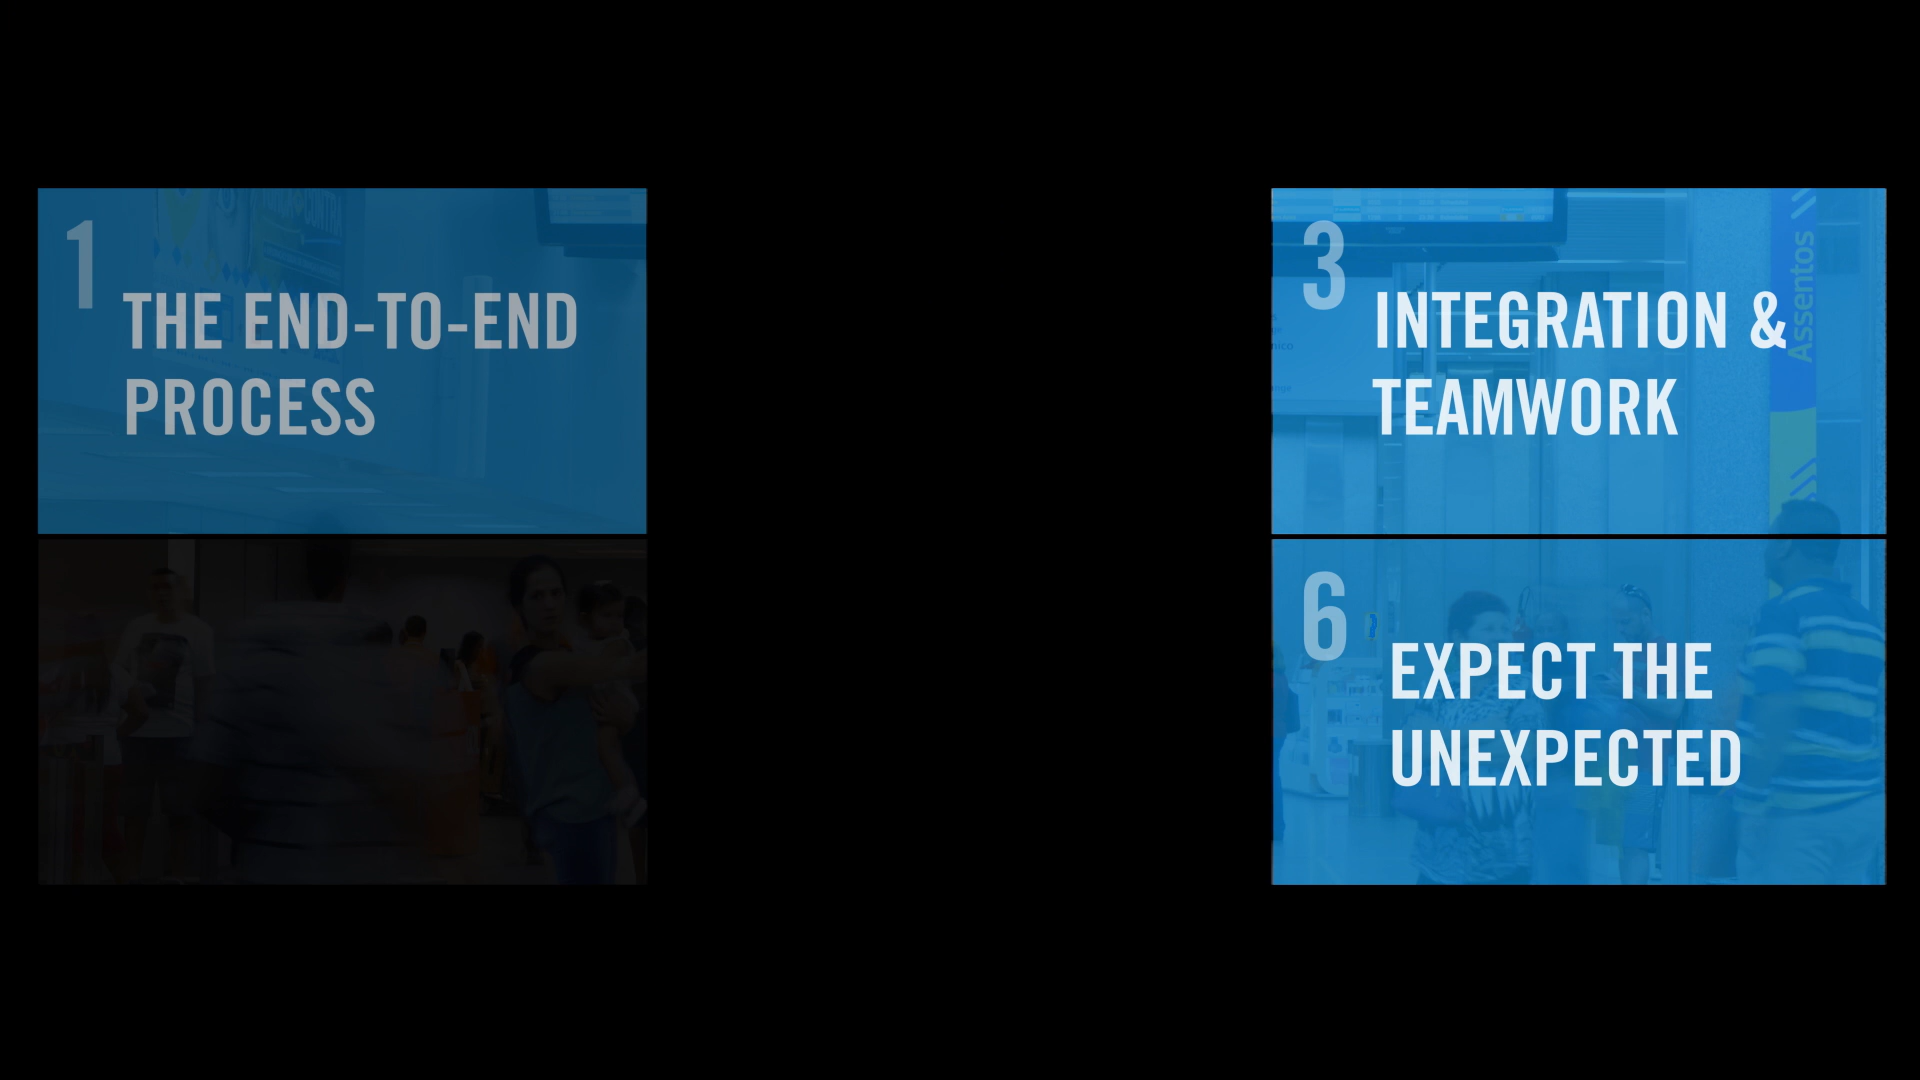 1
THE END-TO-END
PROCESS
3
INTEGRATION &
TEAMWORK
Assentos
6
EXPECT THE
UNEXPECTED